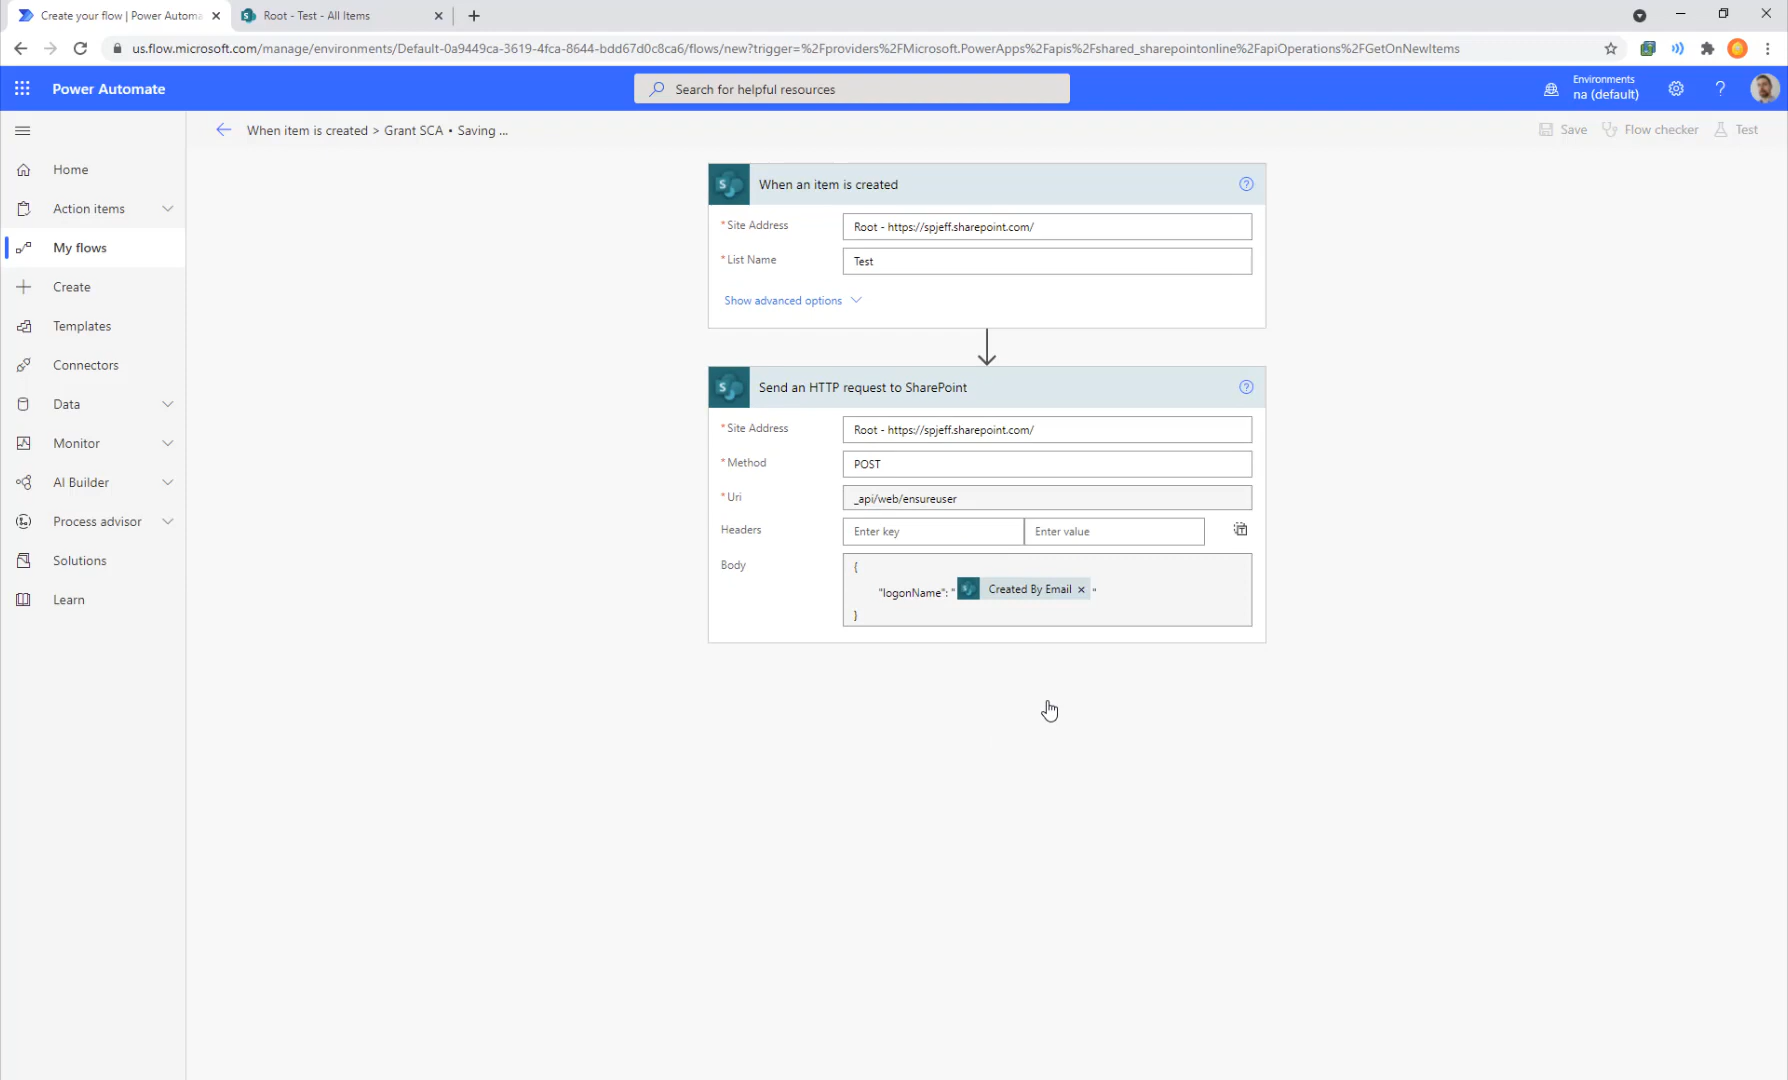 Create your flow | Power Automa
Root - Test - All Items
us.flow.microsoft.com/manage/environments/Default-0a9449ca-3619-4fca-8644-bdd67d0c8ca6/flows/new?trigger=%2Fproviders%2FMicrosoft.PowerApps%2Fapis%2Fshared_sharepointonline%2FapiOperations%2FGetOnNewItems
Power Automate
Search for helpful resources
Environments
na (default)
When item is created > Grant SCA • Saving ...
Save
Flow checker
Test
Home
Action items
My flows
Create
Templates
Connectors
Data
Monitor
AI Builder
Process advisor
Solutions
Learn
When an item is created
* Site Address
Root - https://spjeff.sharepoint.com/
* List Name
Test
Show advanced options
Send an HTTP request to SharePoint
* Site Address
Root - https://spjeff.sharepoint.com/
* Method
POST
* Uri
_api/web/ensureuser
Headers
Enter key
Enter value
Body
{
"logonName": " Created By Email × "
}